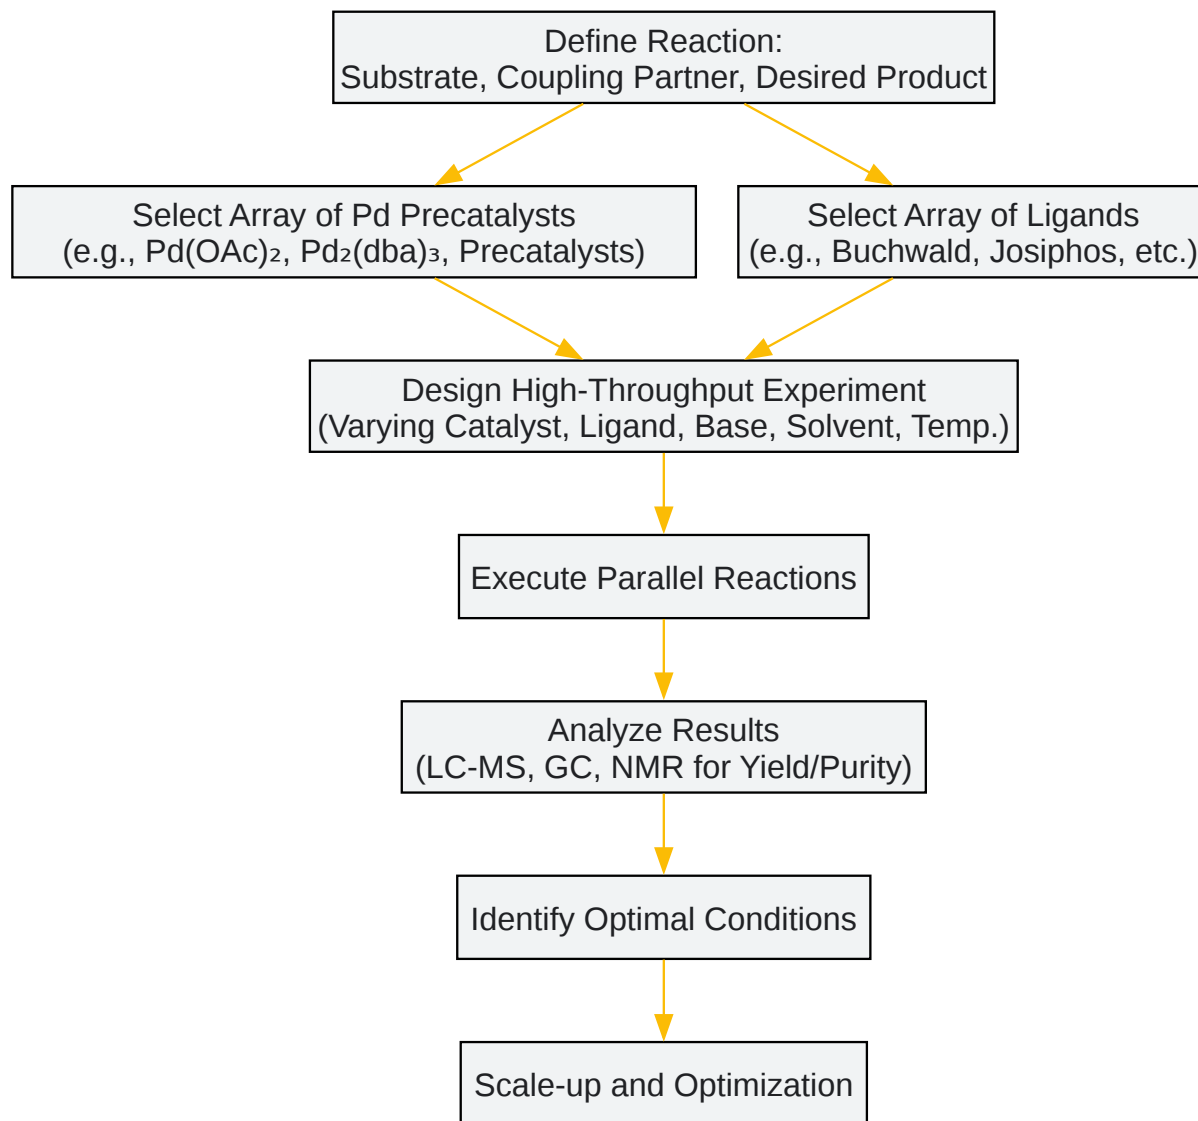 Define Reaction:
Substrate, Coupling Partner, Desired Product
Select Array of Pd Precatalysts
(e.g., Pd(OAc)₂, Pd₂(dba)₃, Precatalysts)
Select Array of Ligands
(e.g., Buchwald, Josiphos, etc.)
Design High-Throughput Experiment
(Varying Catalyst, Ligand, Base, Solvent, Temp.)
Execute Parallel Reactions
Analyze Results
(LC-MS, GC, NMR for Yield/Purity)
Identify Optimal Conditions
Scale-up and Optimization